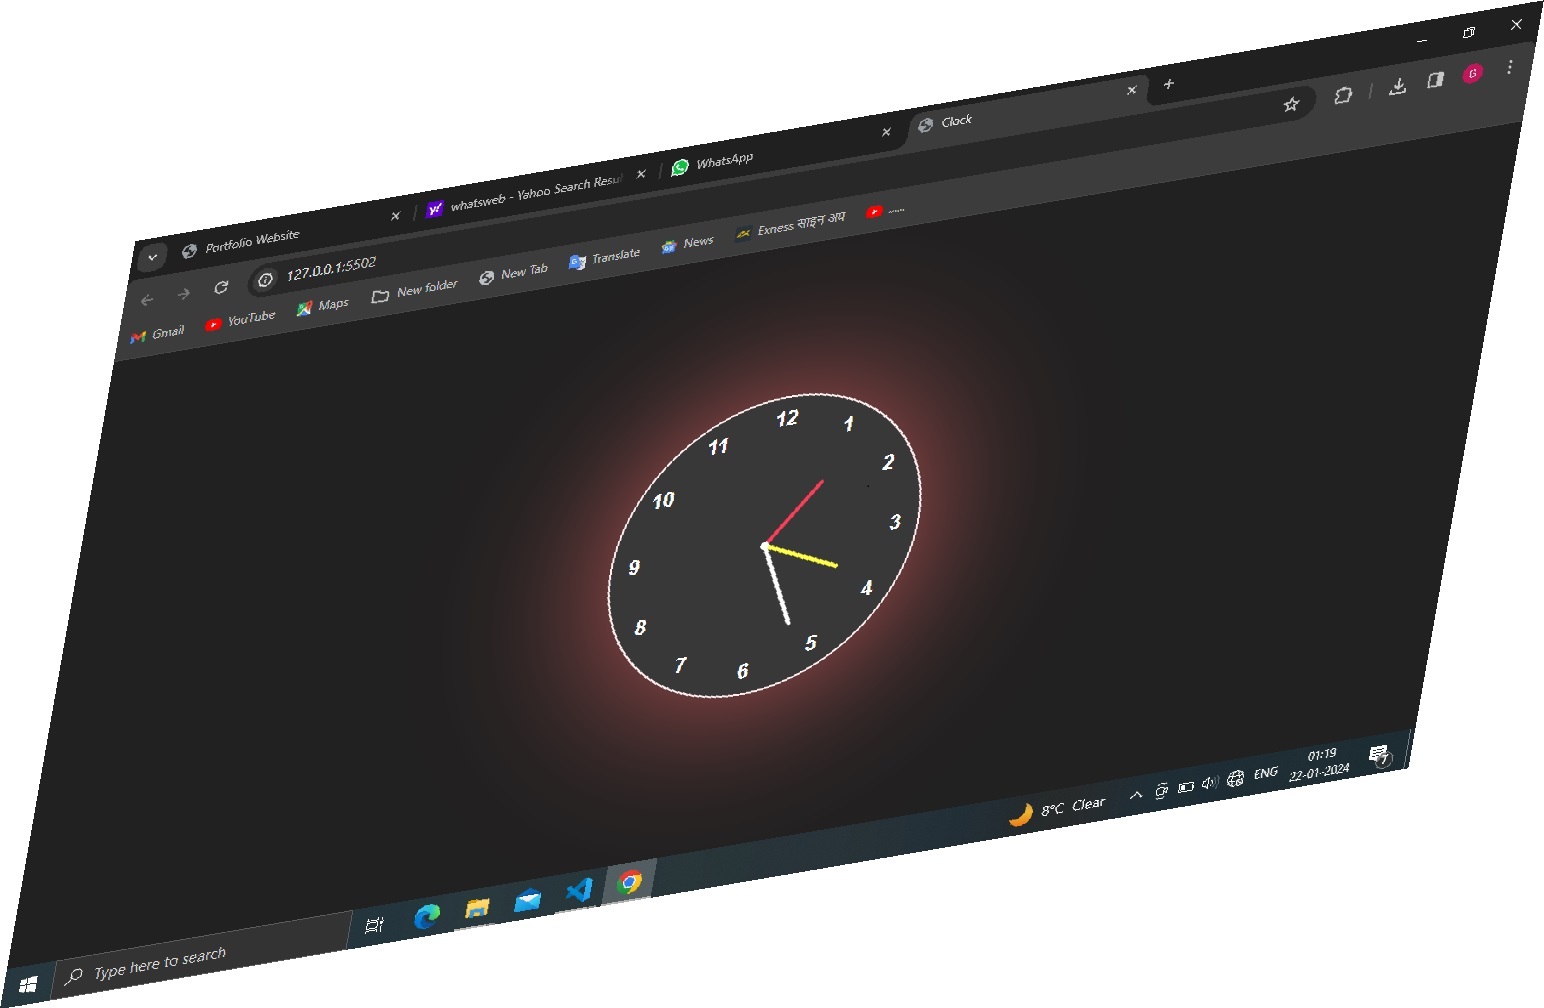 Portfolio Website
whatsweb - Yahoo Search Resu
WhatsApp
Clock
127.0.0.1:5502
G
Gmail
YouTube
Maps
New folder
New Tab
Translate
News
Exness साइन अप
~~~
12
1
2
3
4
5
6
7
8
9
10
11
Type here to search
8°C Clear
ENG
01:19
22-01-2024
7